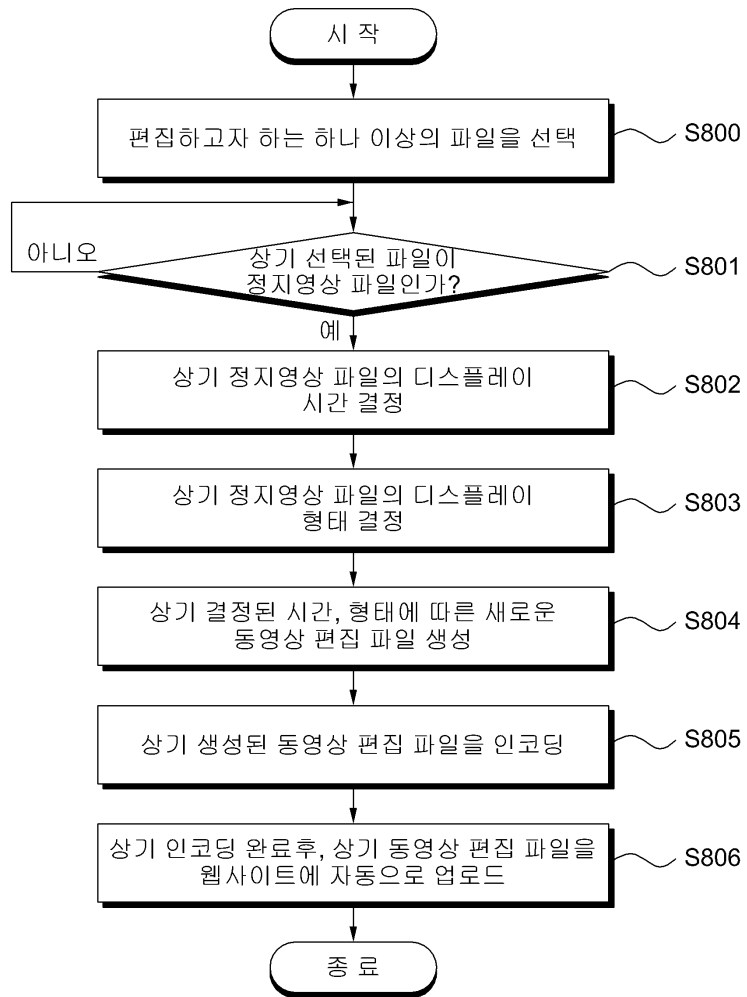 시 작
편집하고자 하는 하나 이상의 파일을 선택
S800
아니오
상기 선택된 파일이
정지영상 파일인가?
S801
예
상기 정지영상 파일의 디스플레이
시간 결정
S802
상기 정지영상 파일의 디스플레이
형태 결정
S803
상기 결정된 시간, 형태에 따른 새로운
동영상 편집 파일 생성
S804
상기 생성된 동영상 편집 파일을 인코딩
S805
상기 인코딩 완료후, 상기 동영상 편집 파일을
웹사이트에 자동으로 업로드
S806
종 료